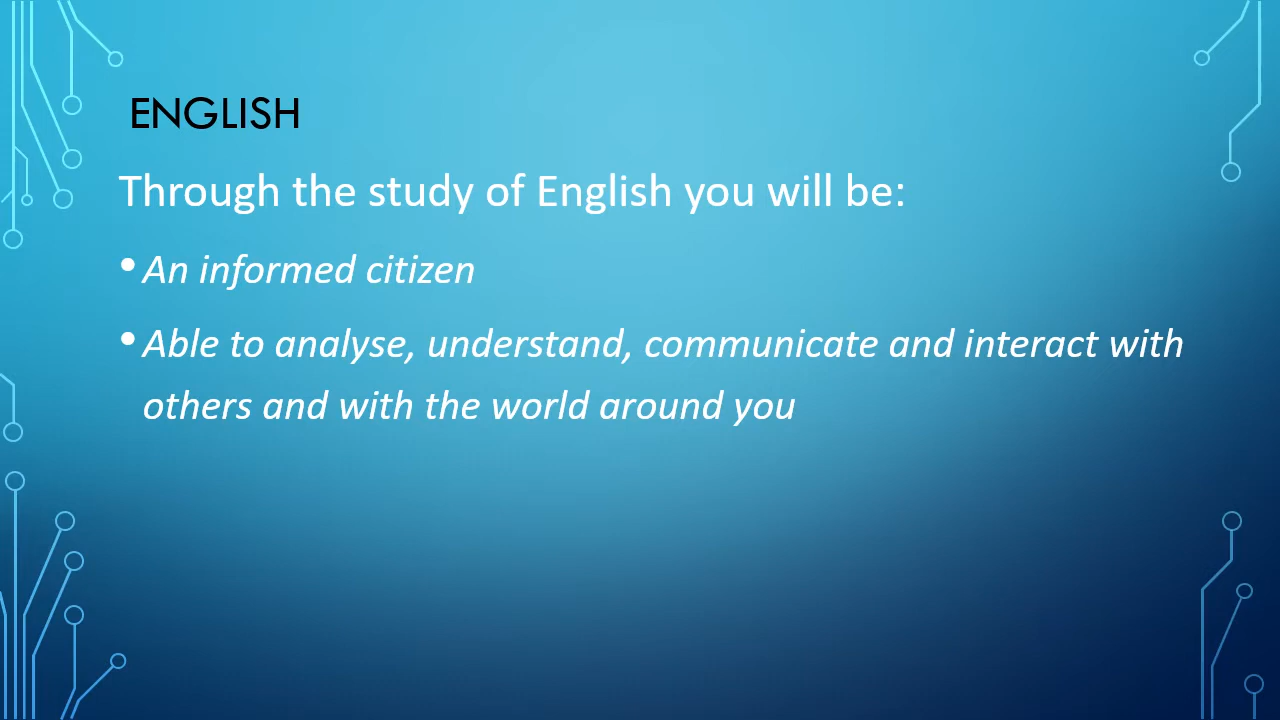 ENGLISH
Through the study of English you will be:
• An informed citizen
• Able to analyse, understand, communicate and interact with
others and with the world around you